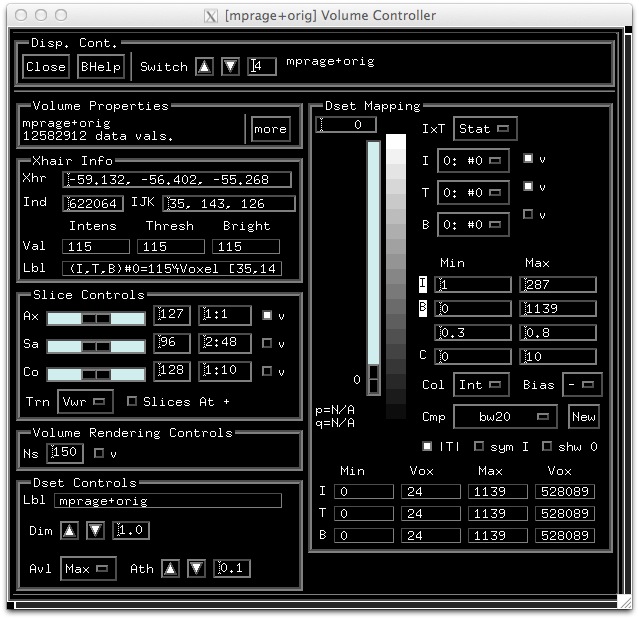 [mprage+orig] Volume Controller
Disp. Cont.
Close BHelp Switch 4 mprage+orig
Volume Properties
mprage+orig
12582912 data vals.
more
Xhair Info
Xhr -59.132, -56.402, -55.268
Ind 622064 IJK 35, 143, 126
Intens Thresh Bright
Val 115 115 115
Lbl (I,T,B)#0=115¼Voxel [35,14
Slice Controls
Ax 127 1:1 v
Sa 96 2:48 v
Co 128 1:10 v
Trn Vwr Slices At +
Volume Rendering Controls
Ns 150 v
Dset Controls
Lbl mprage+orig
Dim 1.0
Avl Max Ath 0.1
Dset Mapping
0
IxT Stat
I 0: #0 v
T 0: #0 v
B 0: #0 v
Min Max
I 1 287
B 0 1139
0.3 0.8
C 0 10
0
p=N/A
q=N/A
Col Int Bias -
Cmp bw20 New
|T| sym I shw 0
Min Vox Max Vox
I 0 24 1139 528089
T 0 24 1139 528089
B 0 24 1139 528089